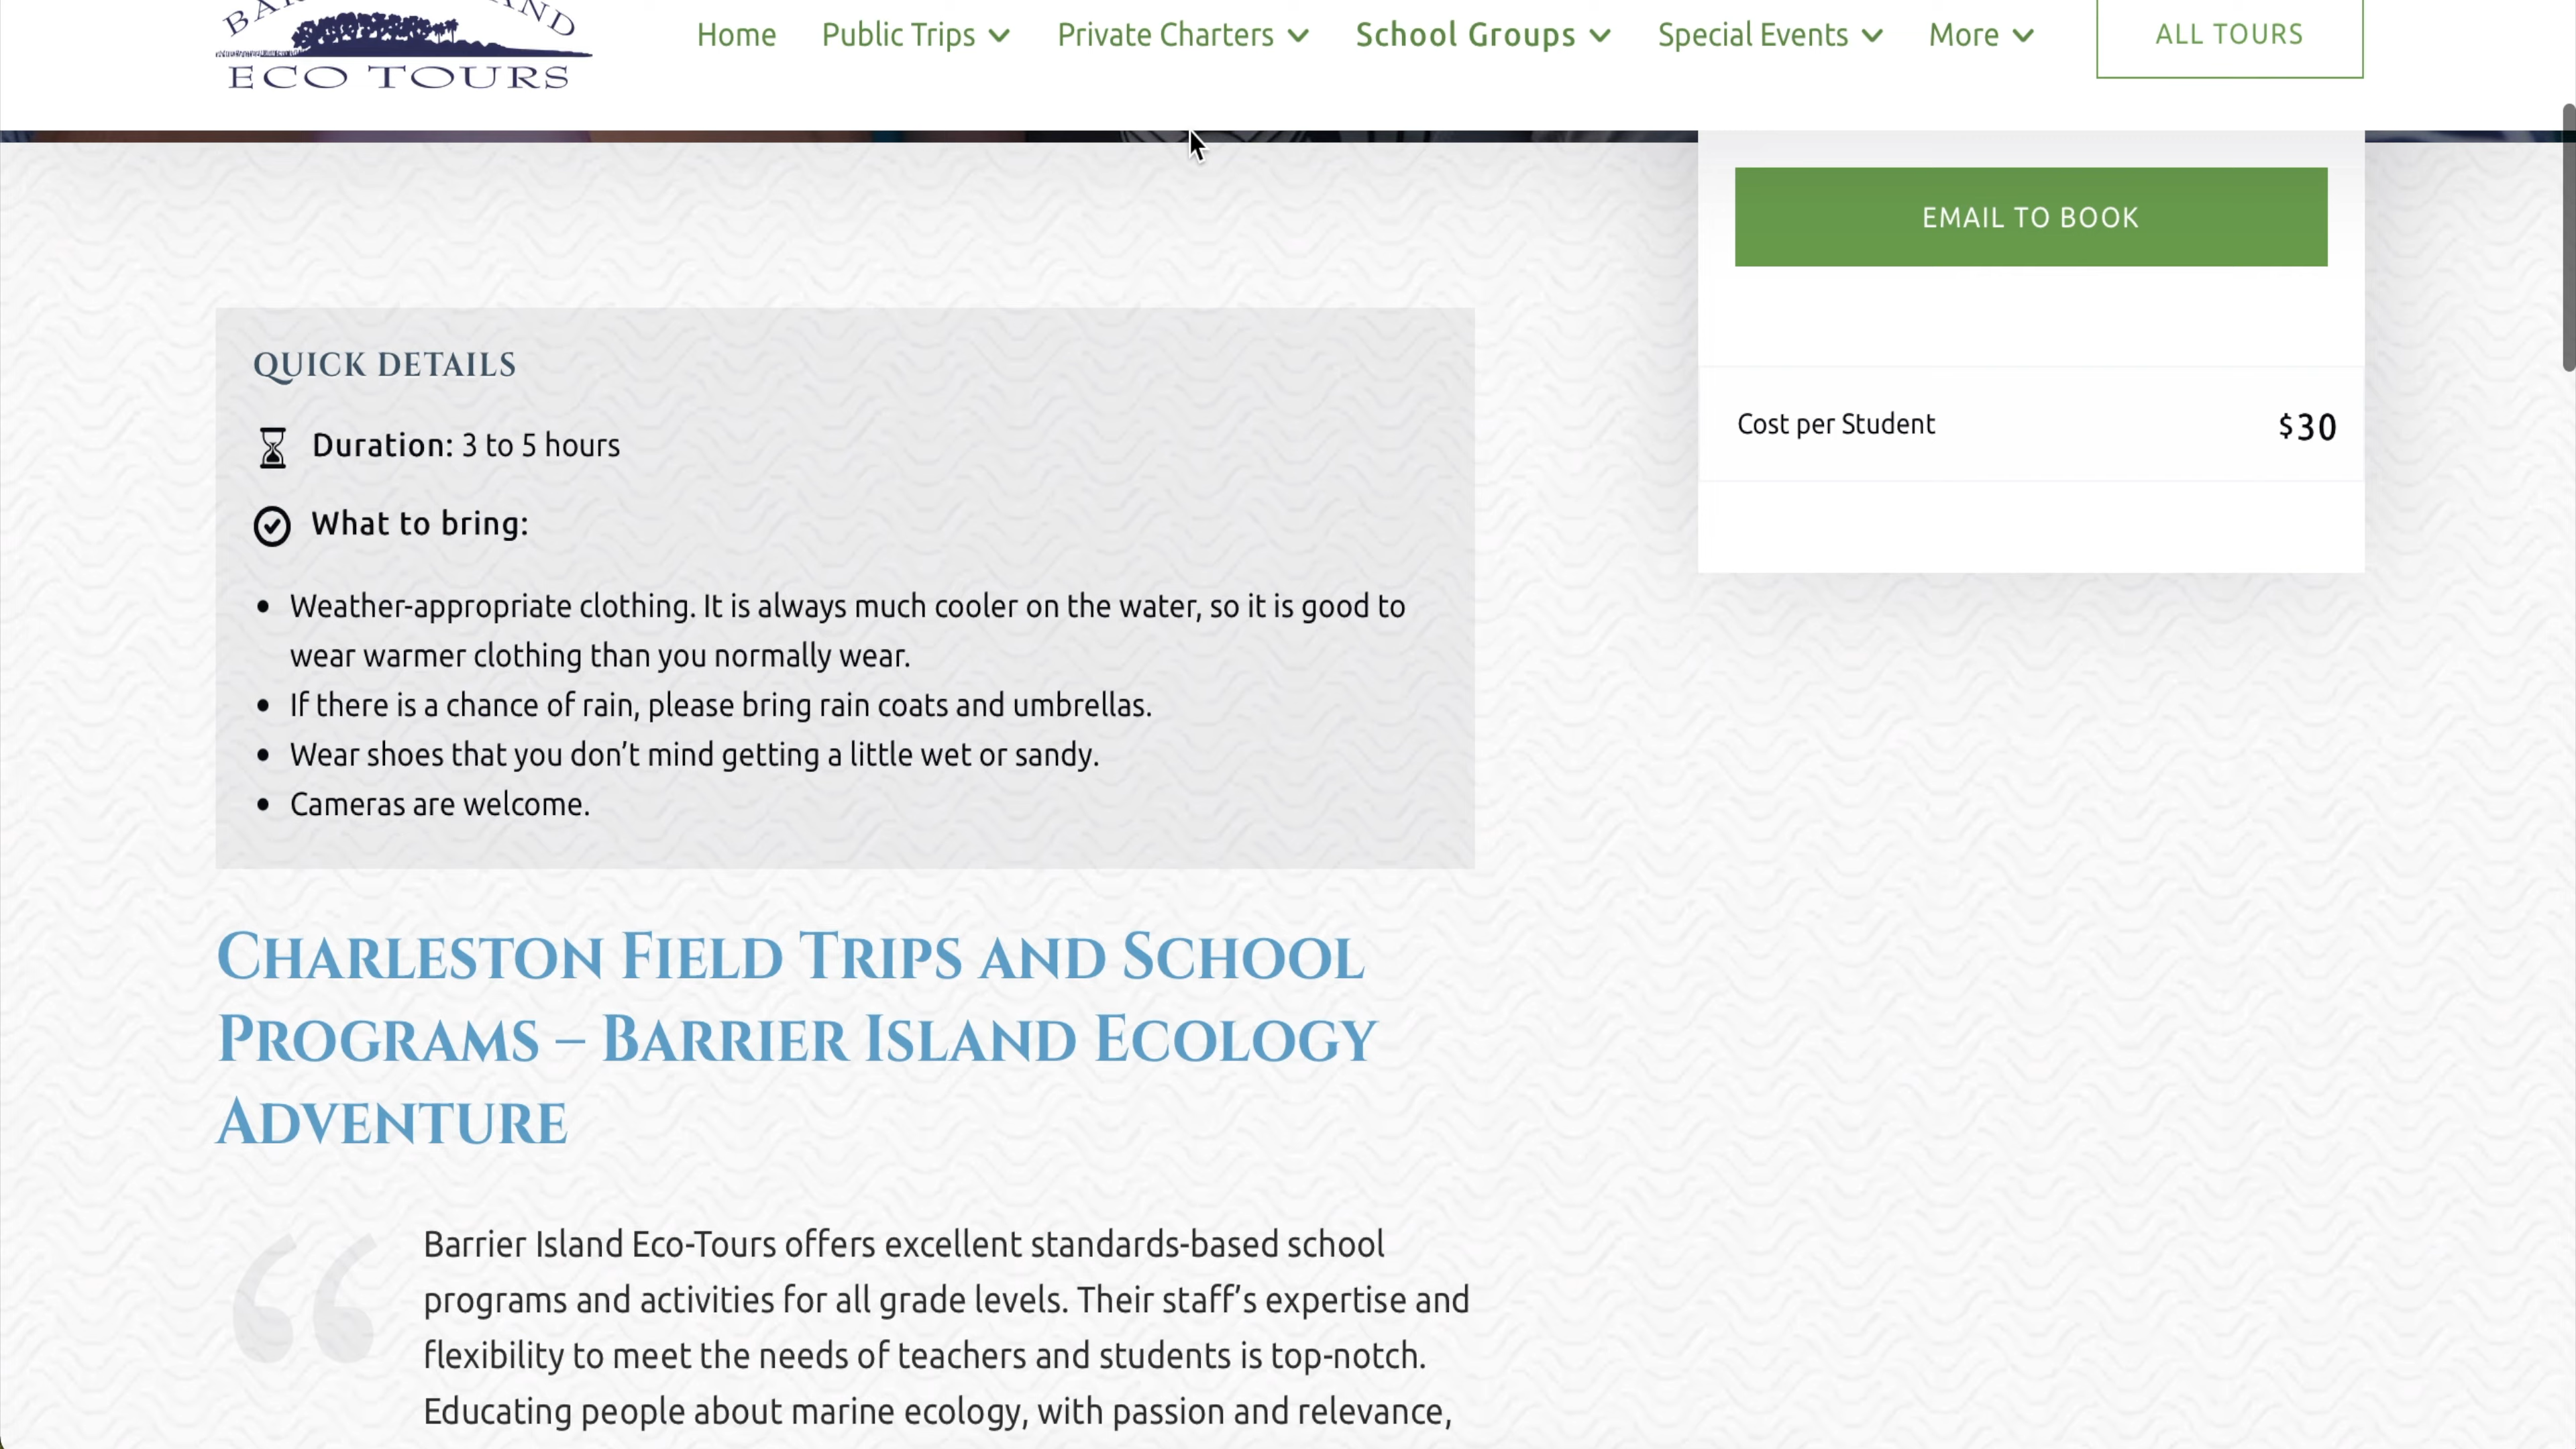 Home Public Trips Private Charters School Groups Special Events More ALL TOURS
ECO TOURS
EMAIL TO BOOK
Cost per Student $30
QUICK DETAILS
Duration: 3 to 5 hours
What to bring:
• Weather-appropriate clothing. It is always much cooler on the water, so it is good to
wear warmer clothing than you normally wear.
• If there is a chance of rain, please bring rain coats and umbrellas.
• Wear shoes that you don’t mind getting a little wet or sandy.
• Cameras are welcome.
Charleston Field Trips and School
Programs – Barrier Island Ecology
Adventure
“
Barrier Island Eco-Tours offers excellent standards-based school
programs and activities for all grade levels. Their staff’s expertise and
flexibility to meet the needs of teachers and students is top-notch.
Educating people about marine ecology, with passion and relevance,